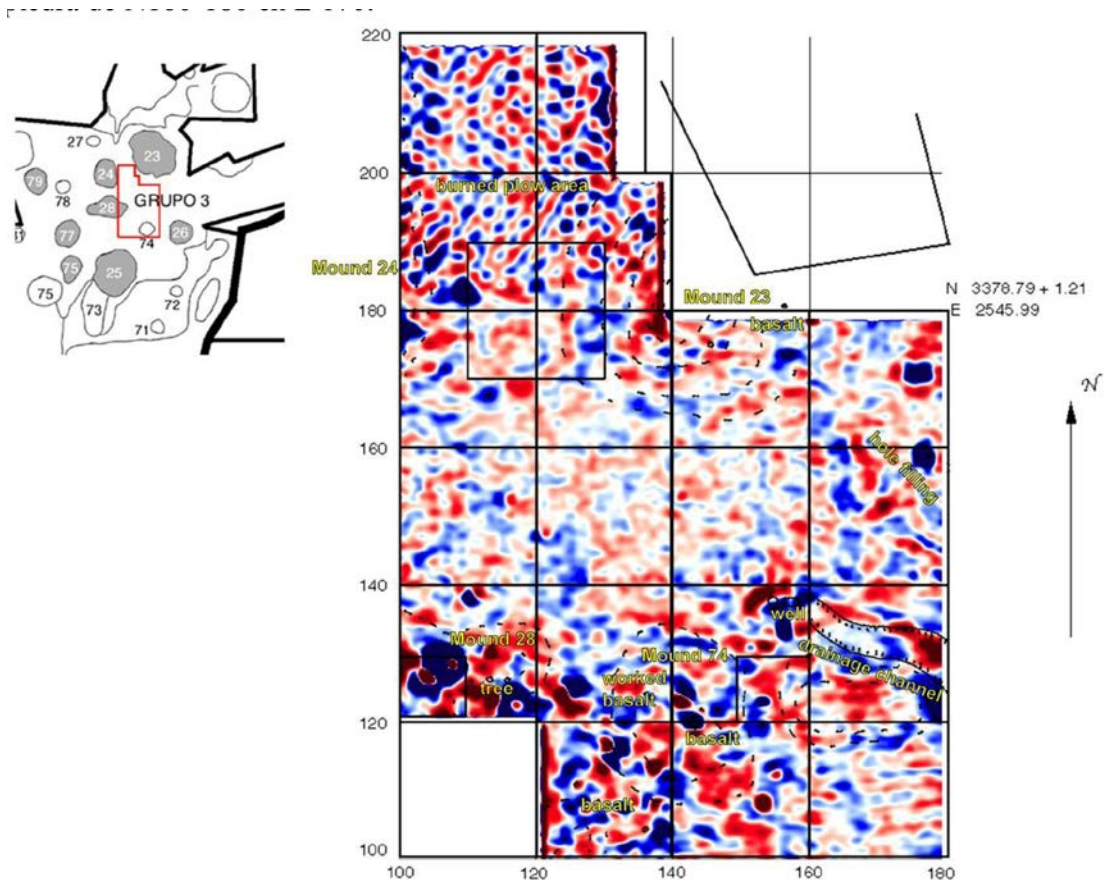 220
27
23
24
79
78
GRUPO 3
28
77
74
26
75
25
75
73
72
71
200
burned plow area
Mound 24
180
Mound 23
basalt
N 3378.79 + 1.21
E 2545.99
N
160
hole filling
140
well
Mound 28
Mound 74
drainage channel
tree
worked
basalt
120
basalt
basalt
100
100 120 140 160 180